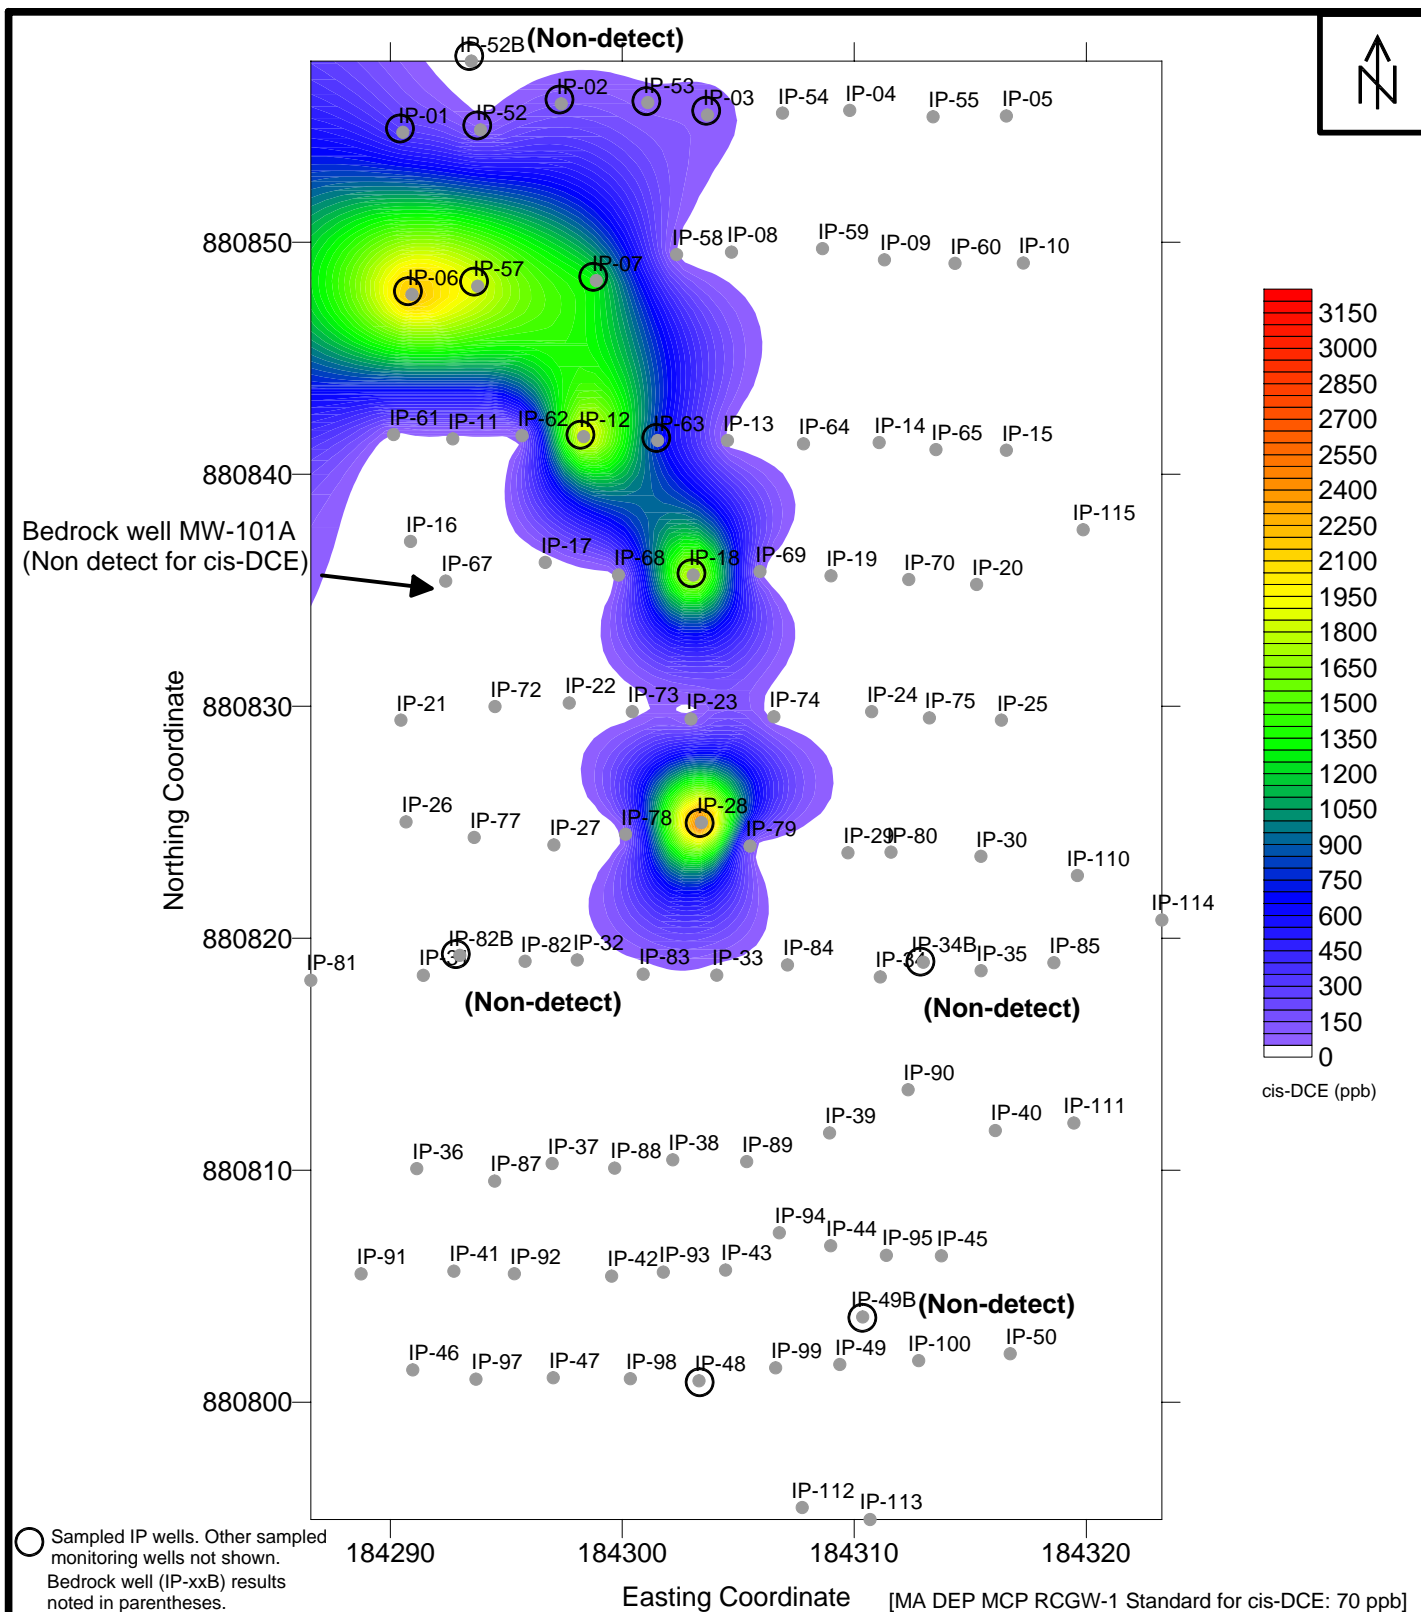 IP-52B (Non-detect)
N
IP-01 IP-52 IP-02 IP-53 IP-03 IP-54 IP-04 IP-55 IP-05
880850
IP-58 IP-08 IP-59 IP-09 IP-60 IP-10
IP-06 IP-57 IP-07
IP-61 IP-11 IP-62 IP-12 IP-63 IP-13 IP-64 IP-14 IP-65 IP-15
880840
Bedrock well MW-101A
(Non detect for cis-DCE)
IP-16 IP-67 IP-17 IP-68 IP-18 IP-69 IP-19 IP-70 IP-20 IP-115
880830
IP-21 IP-72 IP-22 IP-73 IP-23 IP-74 IP-24 IP-75 IP-25
Northing Coordinate
IP-26 IP-77 IP-27 IP-78 IP-28 IP-79 IP-29 IP-80 IP-30 IP-110
IP-114
880820
IP-81 IP-3 IP-82B IP-82 IP-32 IP-83 IP-33 IP-84 IP-34 IP-34B IP-35 IP-85
(Non-detect)
(Non-detect)
IP-90
IP-39 IP-40 IP-111
880810
IP-36 IP-87 IP-37 IP-88 IP-38 IP-89
IP-94 IP-44 IP-95 IP-45
IP-91 IP-41 IP-92 IP-42 IP-93 IP-43
IP-49B (Non-detect)
IP-46 IP-97 IP-47 IP-98 IP-48 IP-99 IP-49 IP-100 IP-50
880800
IP-112 IP-113
184290 184300 184310 184320
Easting Coordinate
3150
3000
2850
2700
2550
2400
2250
2100
1950
1800
1650
1500
1350
1200
1050
900
750
600
450
300
150
0
cis-DCE (ppb)
Sampled IP wells. Other sampled
monitoring wells not shown.
Bedrock well (IP-xxB) results
noted in parentheses.
[MA DEP MCP RCGW-1 Standard for cis-DCE: 70 ppb]